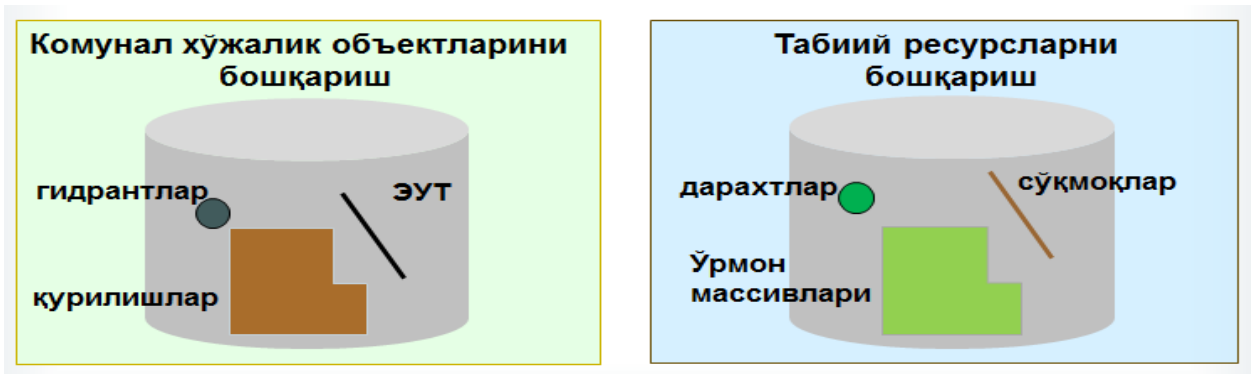 Комунал хўжалик объектларини
бошқариш
гидрантлар
ЭУТ
қурилишлар
Табиий ресурсларни
бошқариш
дарахтлар
сўқмоқлар
Ўрмон
массивлари